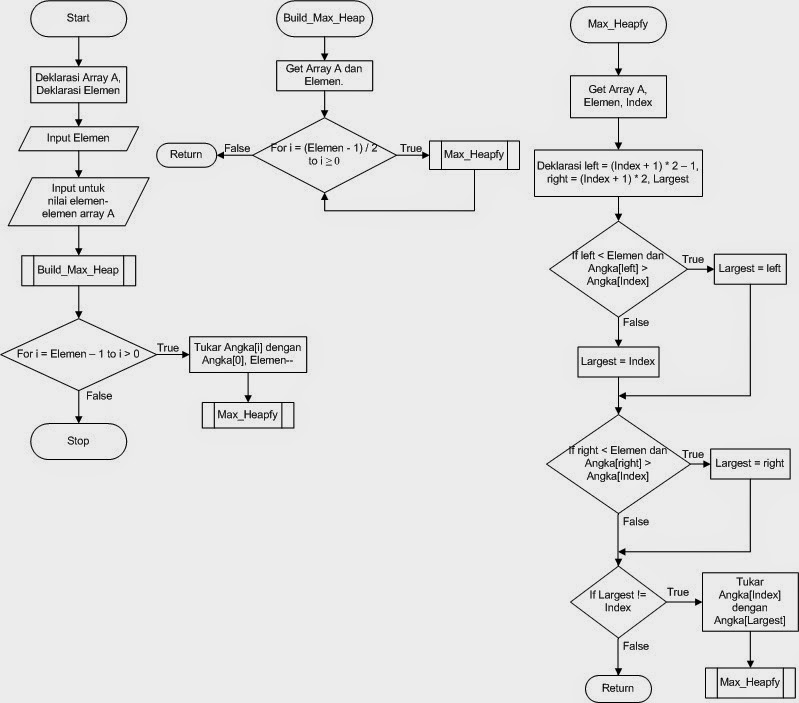 Start
Deklarasi Array A,
Deklarasi Elemen
Input Elemen
Input untuk
nilai elemen-
elemen array A
Build_Max_Heap
For i = Elemen – 1 to i > 0
True
Tukar Angka[i] dengan
Angka[0], Elemen--
Max_Heapfy
False
Stop
Build_Max_Heap
Get Array A dan
Elemen.
For i = (Elemen - 1) / 2
to i ≥ 0
False
Return
True
Max_Heapfy
Max_Heapfy
Get Array A,
Elemen, Index
Deklarasi left = (Index + 1) * 2 – 1,
right = (Index + 1) * 2, Largest
If left < Elemen dan
Angka[left] >
Angka[Index]
True
Largest = left
False
Largest = Index
If right < Elemen dan
Angka[right] >
Angka[Index]
True
Largest = right
False
If Largest !=
Index
True
Tukar
Angka[Index]
dengan
Angka[Largest]
Max_Heapfy
False
Return